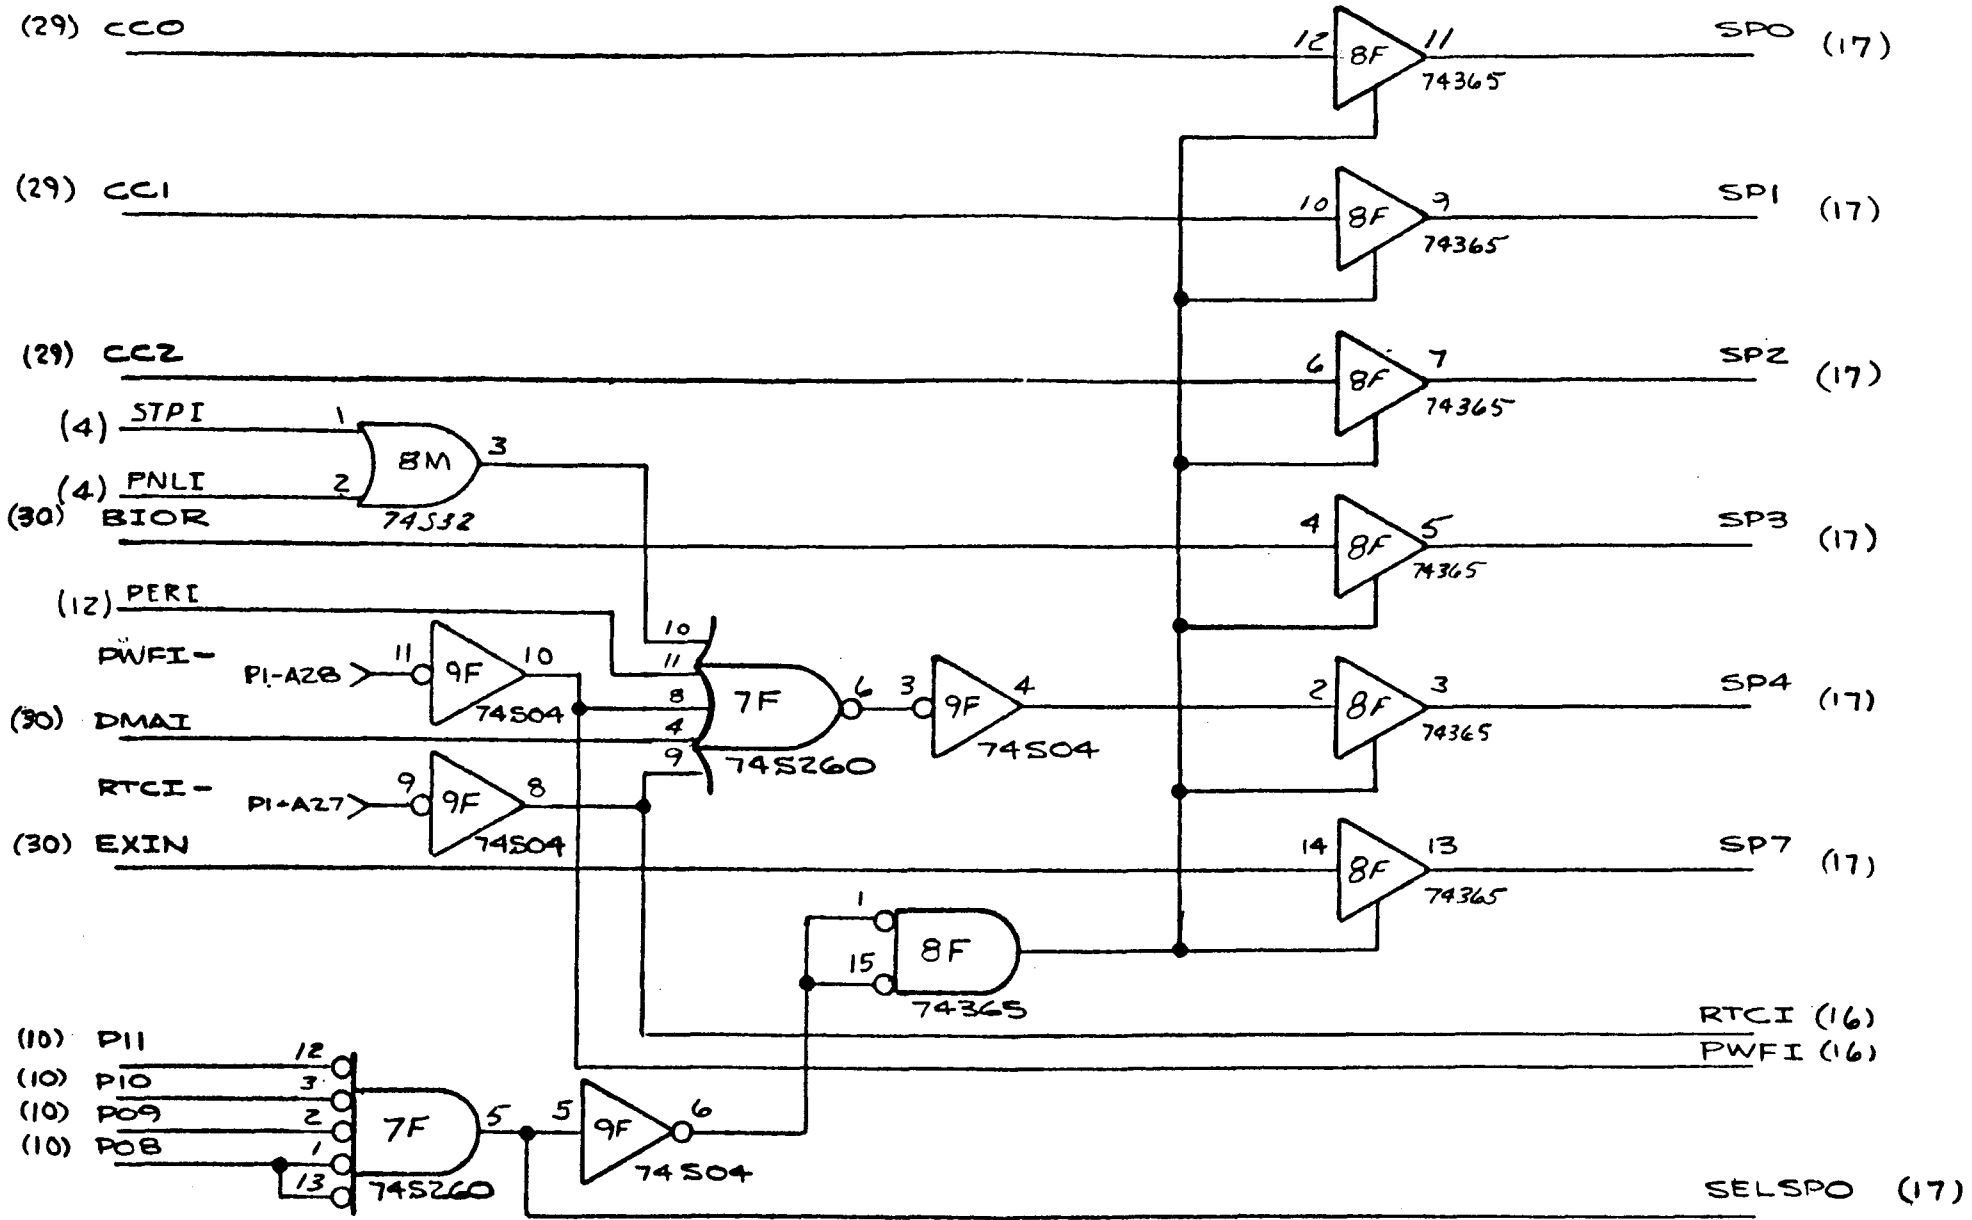 (29) CC0
12 8F 11
74365
SP0 (17)
(29) CC1
10 8F 9
74365
SP1 (17)
(29) CC2
6 8F 7
74365
SP2 (17)
(4) STPI
1 8M 3
(4) PNLI
2
74S32
(30) BIOR
4 8F 5
74365
SP3 (17)
(12) PERI
10
PWFI-
P1-A28
11 9F 10
74S04
11
8
7F 6
3 9F 4
74S04
2 8F 3
74365
SP4 (17)
(30) DMAI
4
9
74S260
RTCI-
P1-A27
9 9F 8
74S04
(30) EXIN
14 8F 13
74365
SP7 (17)
1
8F
15
74365
RTCI (16)
PWFI (16)
(10) P11
12
(10) P10
3
(10) P09
2
(10) P08
1
13
7F 5
74S260
5 9F 6
74S04
SELSP0 (17)